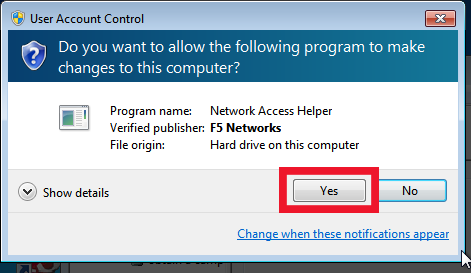 User Account Control
Do you want to allow the following program to make
changes to this computer?
Program name: Network Access Helper
Verified publisher: F5 Networks
File origin: Hard drive on this computer
Show details
Yes
No
Change when these notifications appear